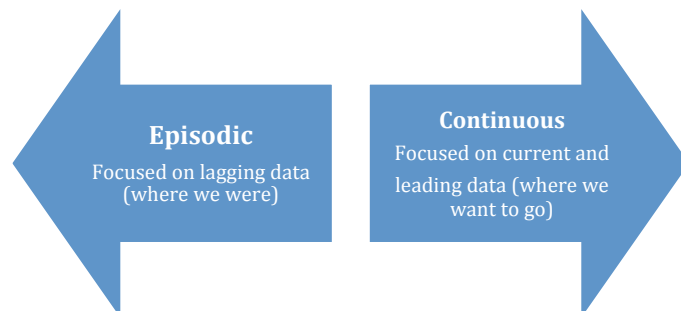 Episodic
Focused on lagging data
(where we were)
Continuous
Focused on current and
leading data (where we
want to go)